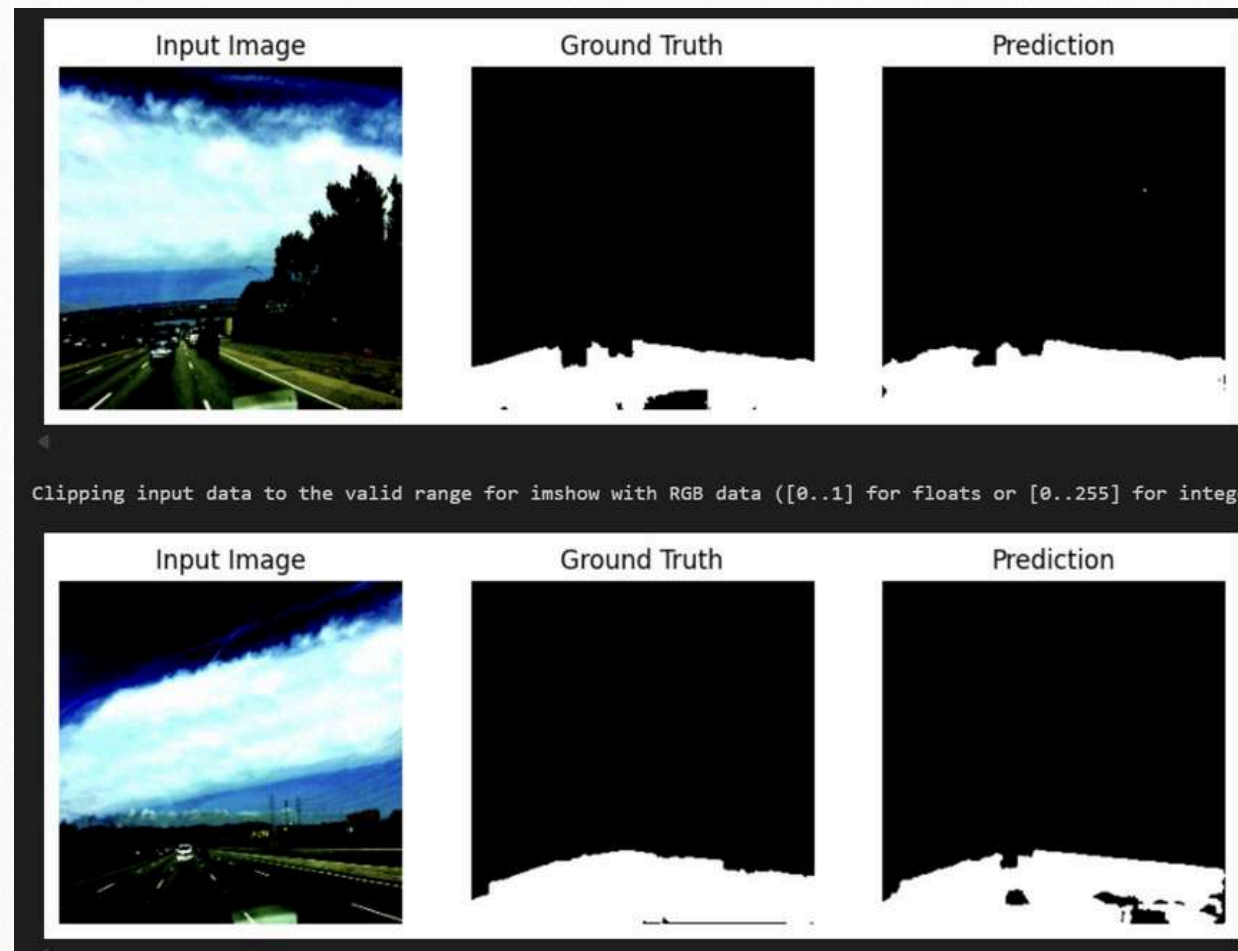 Input Image Ground Truth Prediction
Clipping input data to the valid range for imshow with RGB data ([0..1] for floats or [0..255] for integ
Input Image Ground Truth Prediction